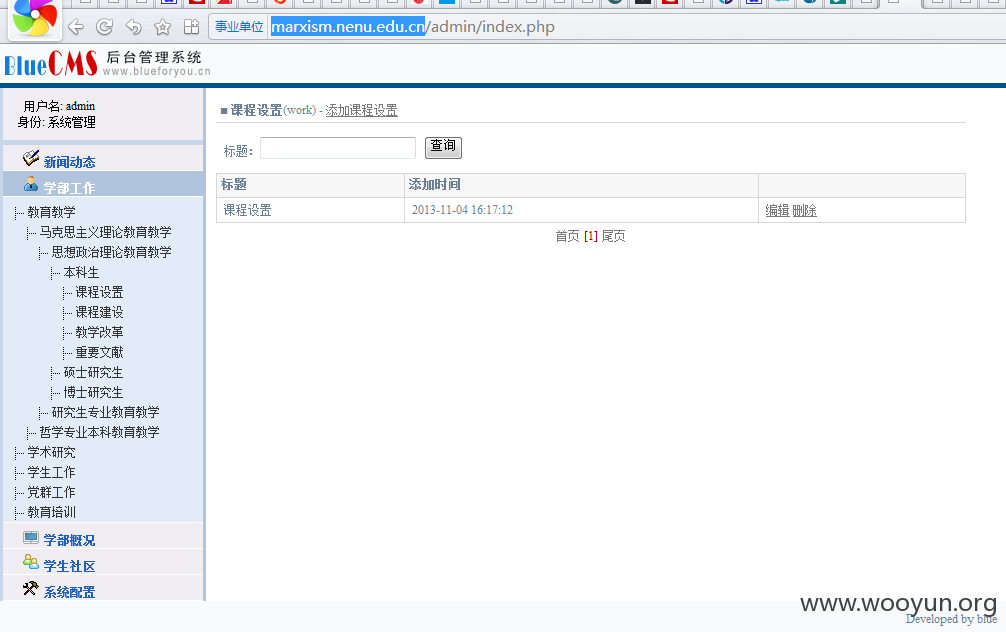 事业单位 marxism.nenu.edu.cn/admin/index.php
BlueCMS 后台管理系统
www.blueforyou.cn
用户名: admin
身份: 系统管理
新闻动态
学部工作
教育教学
马克思主义理论教育教学
思想政治理论教育教学
本科生
课程设置
课程建设
教学改革
重要文献
硕士研究生
博士研究生
研究生专业教育教学
哲学专业本科教育教学
学术研究
学生工作
党群工作
教育培训
学部概况
学生社区
系统配置
■ 课程设置(work) - 添加课程设置
标题: 查询
标题 添加时间
课程设置 2013-11-04 16:17:12 编辑 删除
首页 [1] 尾页
www.wooyun.org
Developed by blue